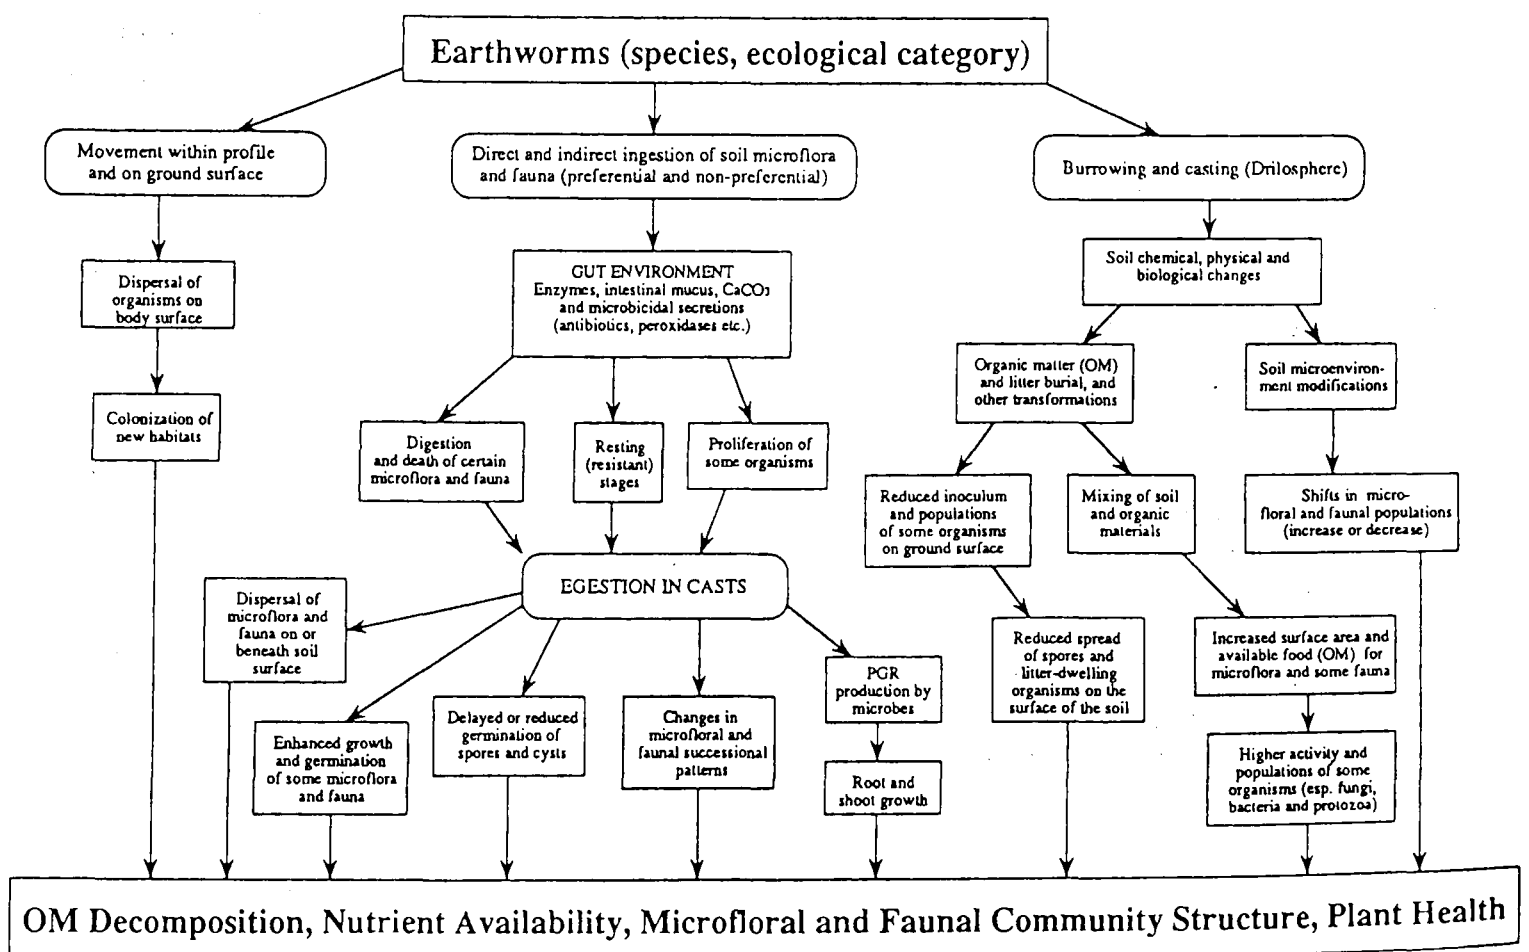 Earthworms (species, ecological category)
Movement within profile
and on ground surface
Direct and indirect ingestion of soil microflora
and fauna (preferential and non-preferential)
Burrowing and casting (Drilosphere)
Dispersal of
organisms on
body surface
GUT ENVIRONMENT
Enzymes, intestinal mucus, CaCO3
and microbicidal secretions
(antibiotics, peroxidases etc.)
Soil chemical, physical and
biological changes
Colonization of
new habitats
Digestion
and death of certain
microflora and fauna
Resting
(resistant)
stages
Proliferation of
some organisms
Organic matter (OM)
and litter burial, and
other transformations
Soil microenviron-
ment modifications
Reduced inoculum
and populations
of some organisms
on ground surface
Mixing of soil
and organic
materials
Shifts in micro-
floral and faunal populations
(increase or decrease)
EGESTION IN CASTS
Dispersal of
microflora and
fauna on or
beneath soil
surface
Enhanced growth
and germination
of some microflora
and fauna
Delayed or reduced
germination of
spores and cysts
Changes in
microfloral and
faunal successional
patterns
PGR
production by
microbes
Root and
shoot growth
Reduced spread
of spores and
litter-dwelling
organisms on the
surface of the soil
Increased surface area and
available food (OM) for
microflora and some fauna
Higher activity and
populations of some
organisms (esp. fungi,
bacteria and protozoa)
OM Decomposition, Nutrient Availability, Microfloral and Faunal Community Structure, Plant Health